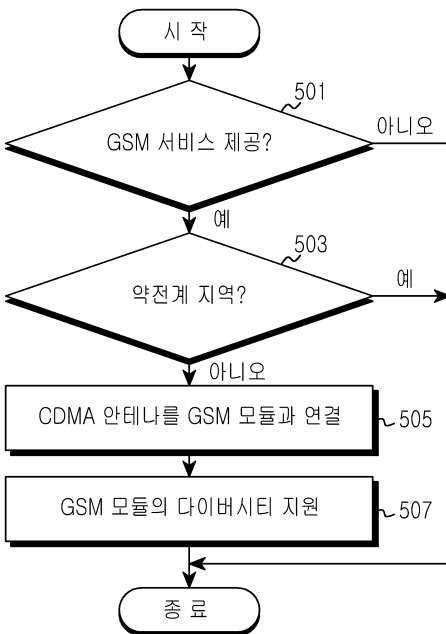 시 작
501
GSM 서비스 제공?
아니오
예
503
약전계 지역?
예
아니오
CDMA 안테나를 GSM 모듈과 연결
505
GSM 모듈의 다이버시티 지원
507
종 료